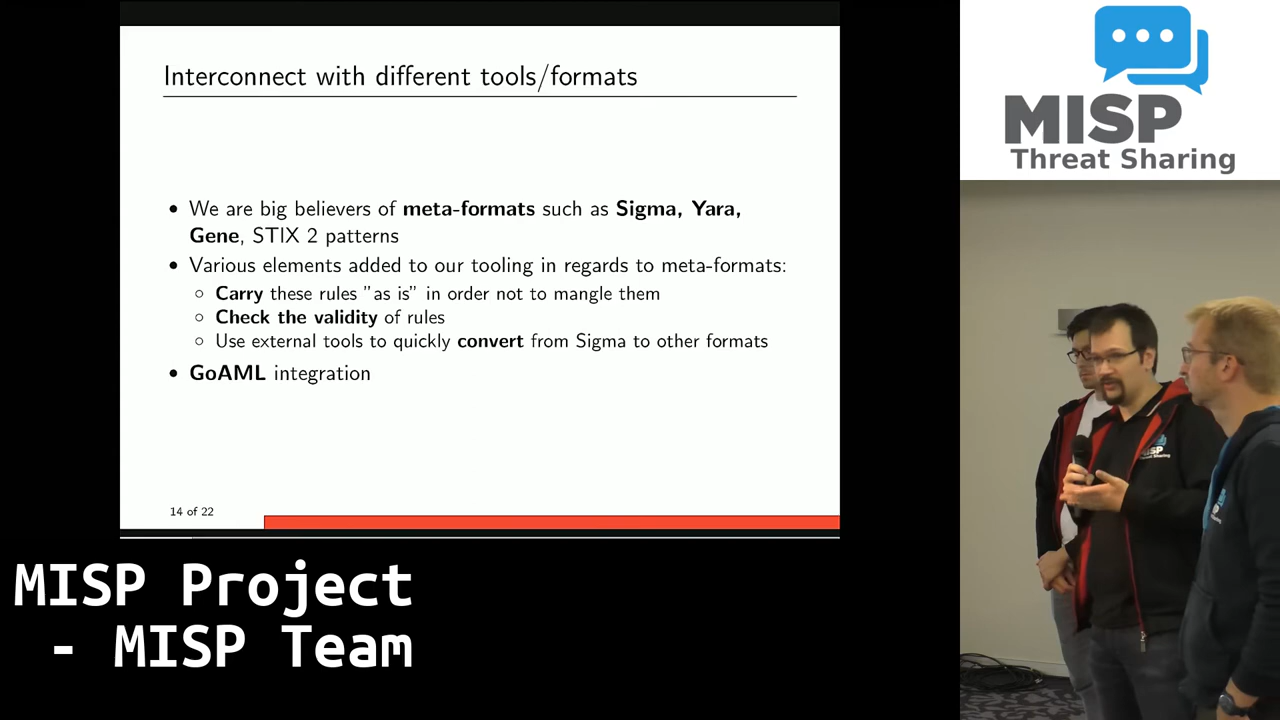 Interconnect with different tools/formats
• We are big believers of meta-formats such as Sigma, Yara,
Gene, STIX 2 patterns
• Various elements added to our tooling in regards to meta-formats:
◦ Carry these rules "as is" in order not to mangle them
◦ Check the validity of rules
◦ Use external tools to quickly convert from Sigma to other formats
• GoAML integration
14 of 22
MISP Project
- MISP Team
MISP
Threat Sharing
MISP
Threat Sharing